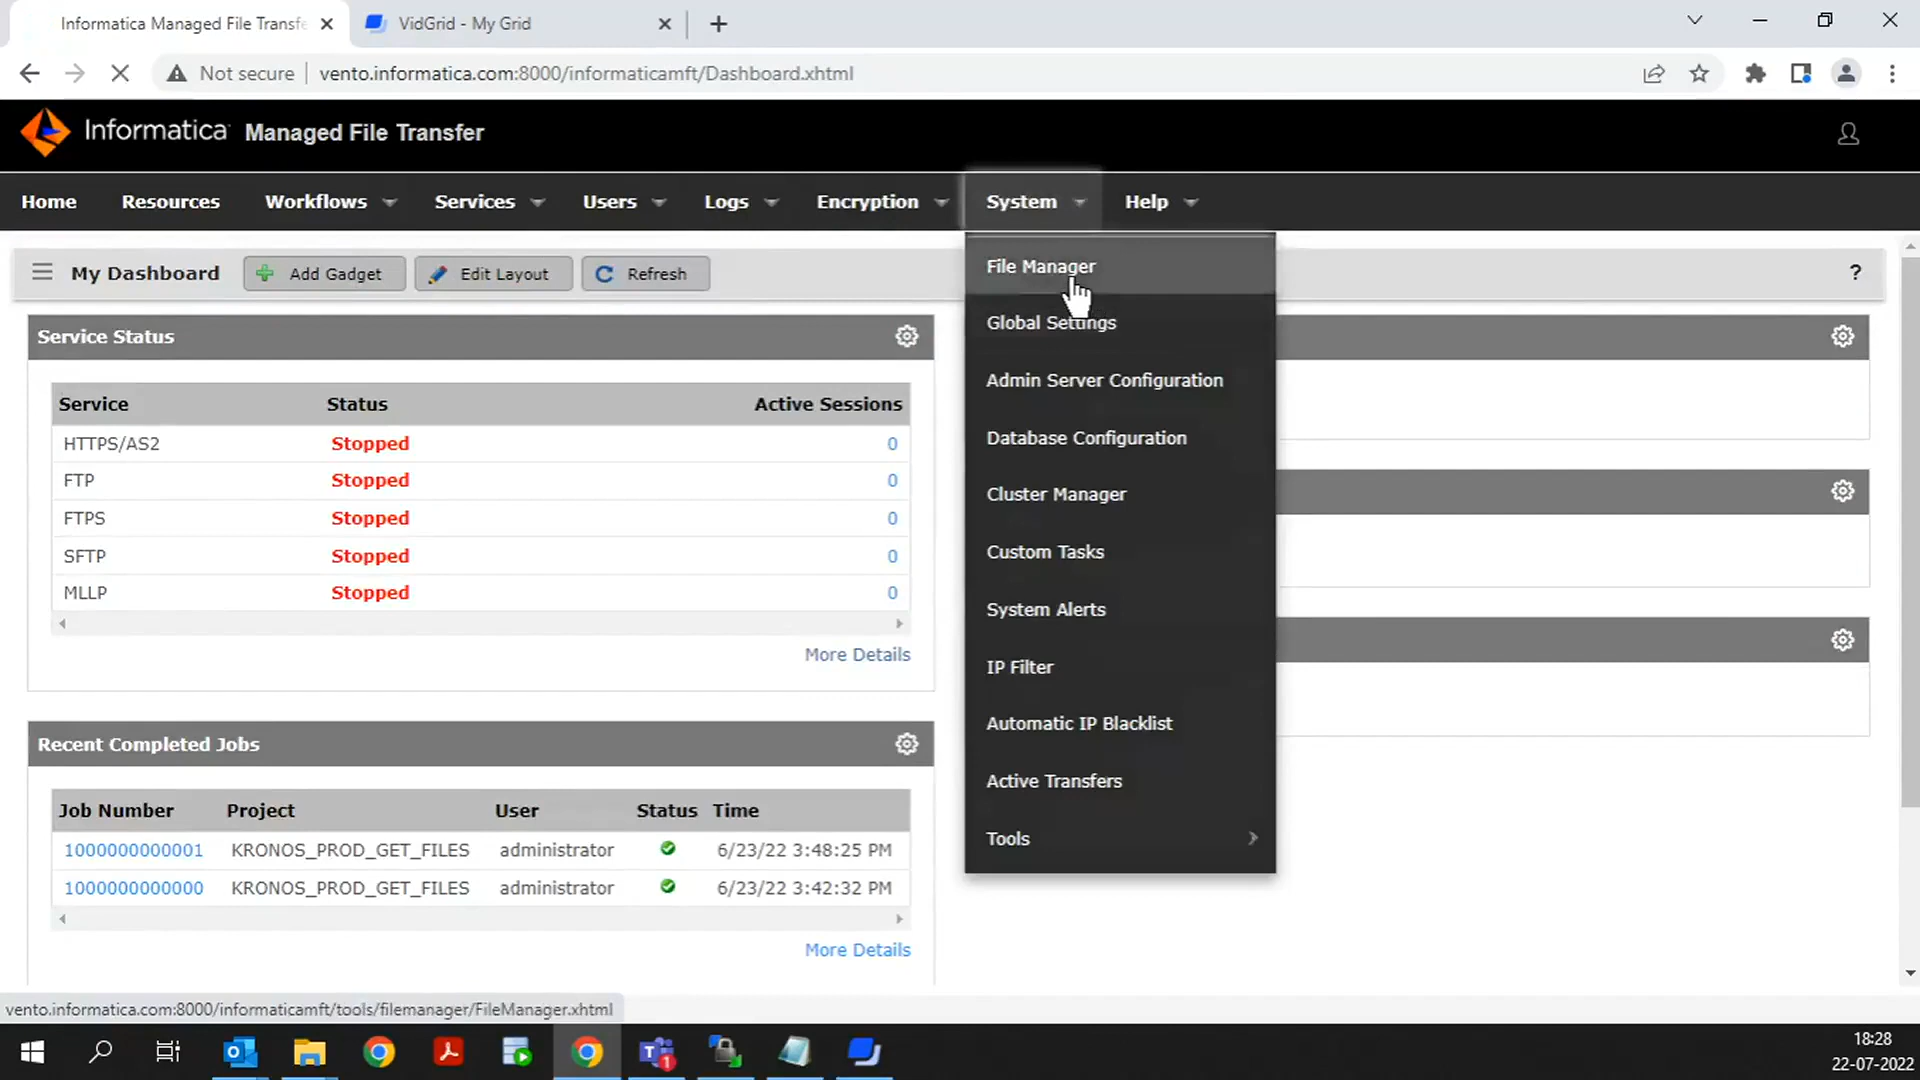 Informatica Managed File Transfe
VidGrid - My Grid
Not secure
vento.informatica.com:8000/informaticamft/Dashboard.xhtml
Informatica Managed File Transfer
Home Resources Workflows Services Users Logs Encryption System Help
My Dashboard Add Gadget Edit Layout Refresh ?
File Manager
Global Settings
Admin Server Configuration
Database Configuration
Cluster Manager
Custom Tasks
System Alerts
IP Filter
Automatic IP Blacklist
Active Transfers
Tools
Service Status
Service Status Active Sessions
HTTPS/AS2 Stopped 0
FTP Stopped 0
FTPS Stopped 0
SFTP Stopped 0
MLLP Stopped 0
More Details
Recent Completed Jobs
Job Number Project User Status Time
1000000000001 KRONOS_PROD_GET_FILES administrator 6/23/22 3:48:25 PM
1000000000000 KRONOS_PROD_GET_FILES administrator 6/23/22 3:42:32 PM
More Details
vento.informatica.com:8000/informaticamft/tools/filemanager/FileManager.xhtml
1
18:28
22-07-2022